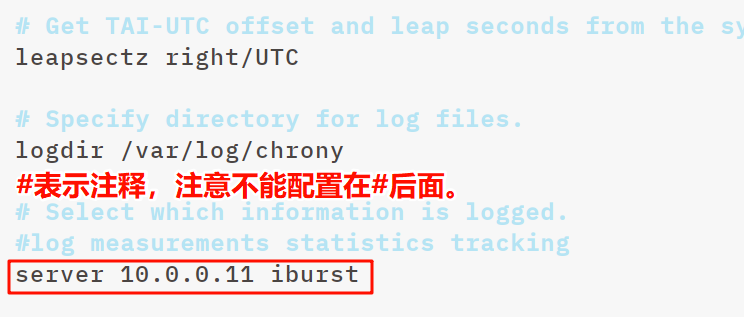 # Get TAI-UTC offset and leap seconds from the sy
leapsectz right/UTC
# Specify directory for log files.
logdir /var/log/chrony
#表示注释，注意不能配置在#后面。
# Select which information is logged.
#log measurements statistics tracking
server 10.0.0.11 iburst